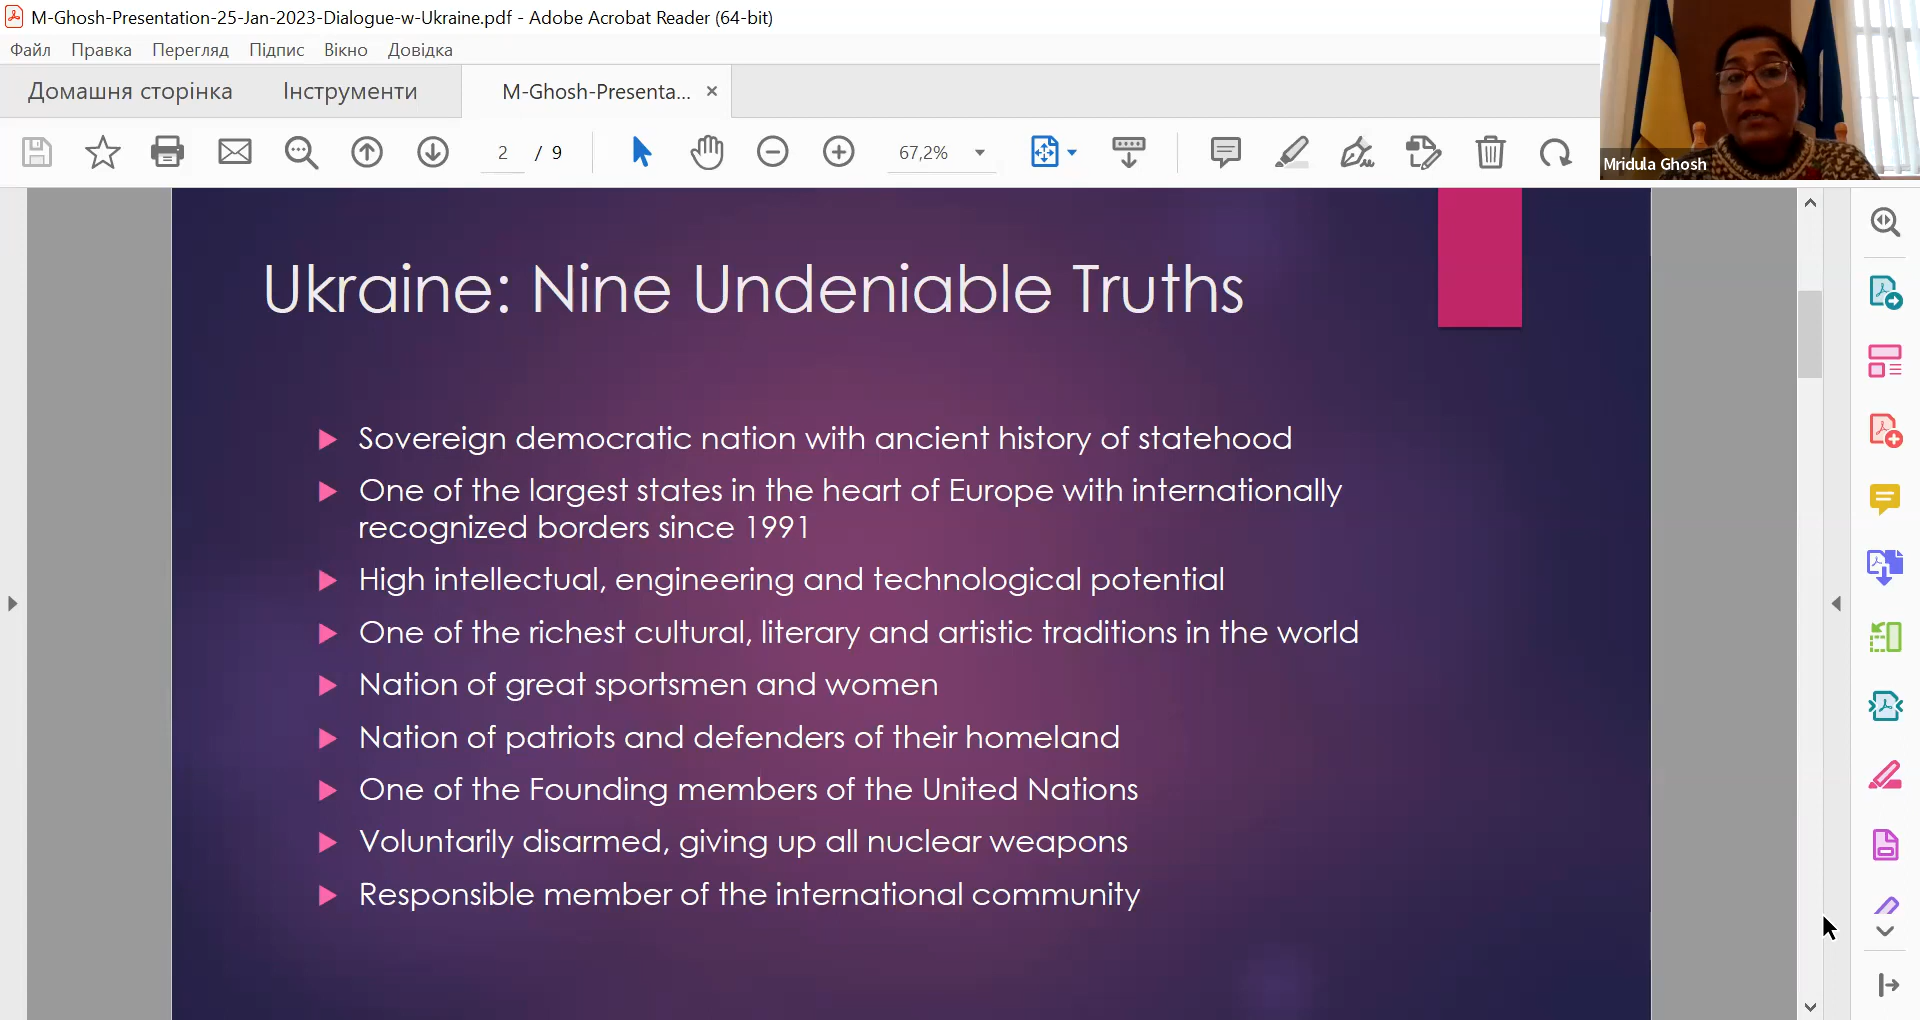 M-Ghosh-Presentation-25-Jan-2023-Dialogue-w-Ukraine.pdf - Adobe Acrobat Reader (64-bit)
Файл Правка Перегляд Підпис Вікно Довідка
Домашня сторінка Інструменти M-Ghosh-Presenta...
2 / 9 67,2%
Mridula Ghosh
Ukraine: Nine Undeniable Truths
Sovereign democratic nation with ancient history of statehood
One of the largest states in the heart of Europe with internationally
recognized borders since 1991
High intellectual, engineering and technological potential
One of the richest cultural, literary and artistic traditions in the world
Nation of great sportsmen and women
Nation of patriots and defenders of their homeland
One of the Founding members of the United Nations
Voluntarily disarmed, giving up all nuclear weapons
Responsible member of the international community